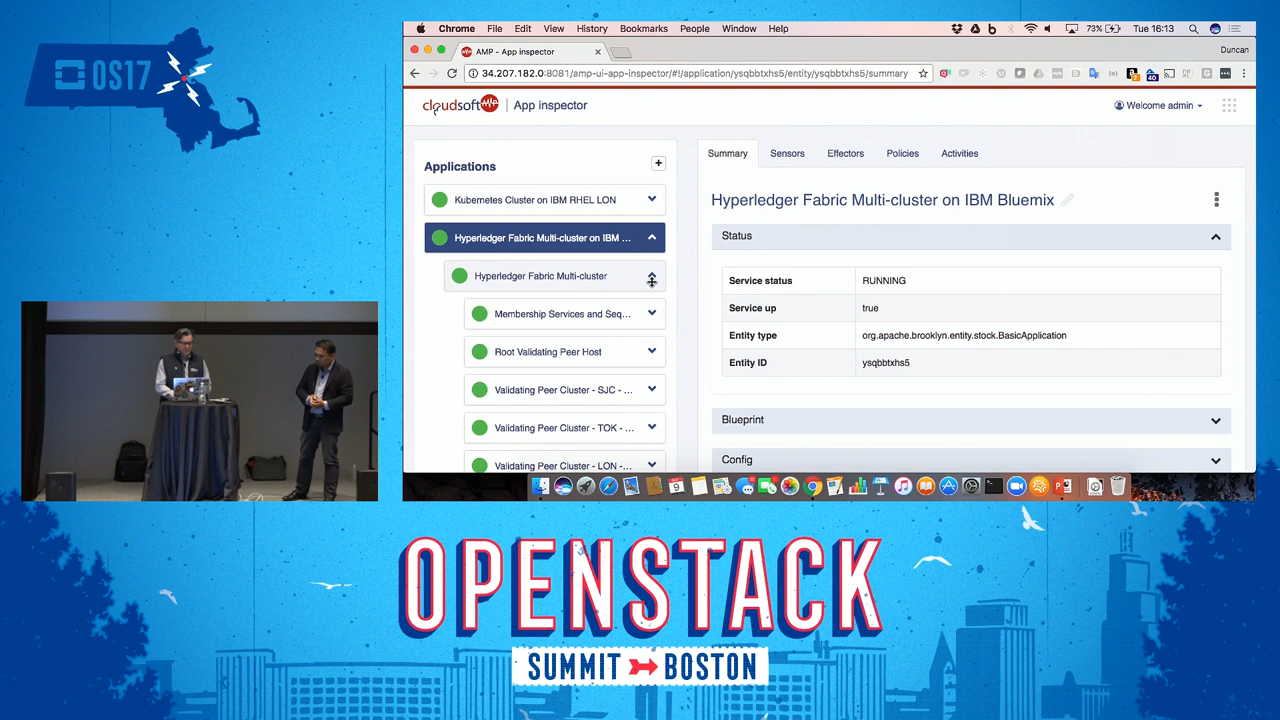 OS17
Chrome File Edit View History Bookmarks People Window Help
73% Tue 16:13
AMP - App inspector
Duncan
34.207.182.0:8081/amp-ui-app-inspector/#!/application/ysqbbtxhs5/entity/ysqbbtxhs5/summary
40
cloudsoft App inspector
Welcome admin
Applications
+
Kubernetes Cluster on IBM RHEL LON
Hyperledger Fabric Multi-cluster on IBM ...
Hyperledger Fabric Multi-cluster
Membership Services and Seq...
Root Validating Peer Host
Validating Peer Cluster - SJC - ...
Validating Peer Cluster - TOK - ...
Validating Peer Cluster - LON -...
Summary Sensors Effectors Policies Activities
Hyperledger Fabric Multi-cluster on IBM Bluemix
Status
Service status RUNNING
Service up true
Entity type org.apache.brooklyn.entity.stock.BasicApplication
Entity ID ysqbbtxhs5
Blueprint
Config
9
OPENSTACK
SUMMIT BOSTON